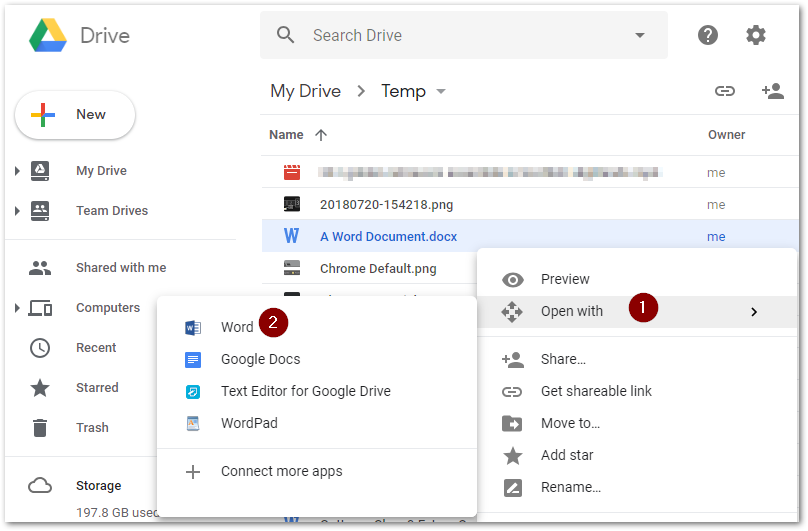 Drive
Search Drive
My Drive > Temp
New
Name
Owner
me
My Drive
20180720-154218.png
me
Team Drives
A Word Document.docx
me
Shared with me
Chrome Default.png
Preview
Computers
Open with
1
Word
2
Recent
Google Docs
Share...
Starred
Text Editor for Google Drive
Get shareable link
Trash
WordPad
Move to...
Add star
Connect more apps
Storage
Rename...
197.8 GB used